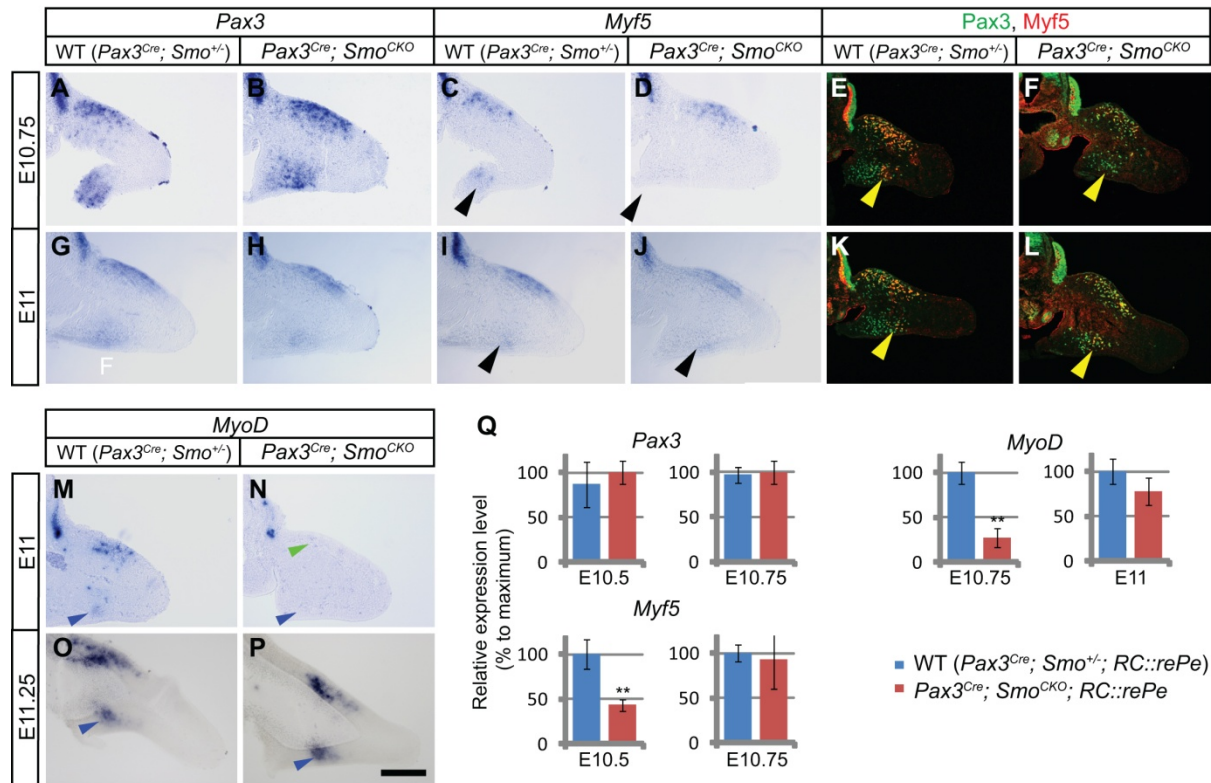 Pax3 Myf5 Pax3, Myf5
WT (Pax3Cre; Smo+/-) Pax3Cre; SmoCKO WT (Pax3Cre; Smo+/-) Pax3Cre; SmoCKO WT (Pax3Cre; Smo+/-) Pax3Cre; SmoCKO
E10.75
A B C D E F
E11
G H I J K L
F
MyoD
WT (Pax3Cre; Smo+/-) Pax3Cre; SmoCKO
E11
M N
E11.25
O P
Q
Relative expression level
(% to maximum)
Pax3 MyoD
100 100 100 100
50 50 50 50
0 0 0 0
E10.5 E10.75 E10.75 E11
**
Myf5
100 100
50 50
0 0
**
E10.5 E10.75
WT (Pax3Cre; Smo+/-; RC::rePe)
Pax3Cre; SmoCKO; RC::rePe